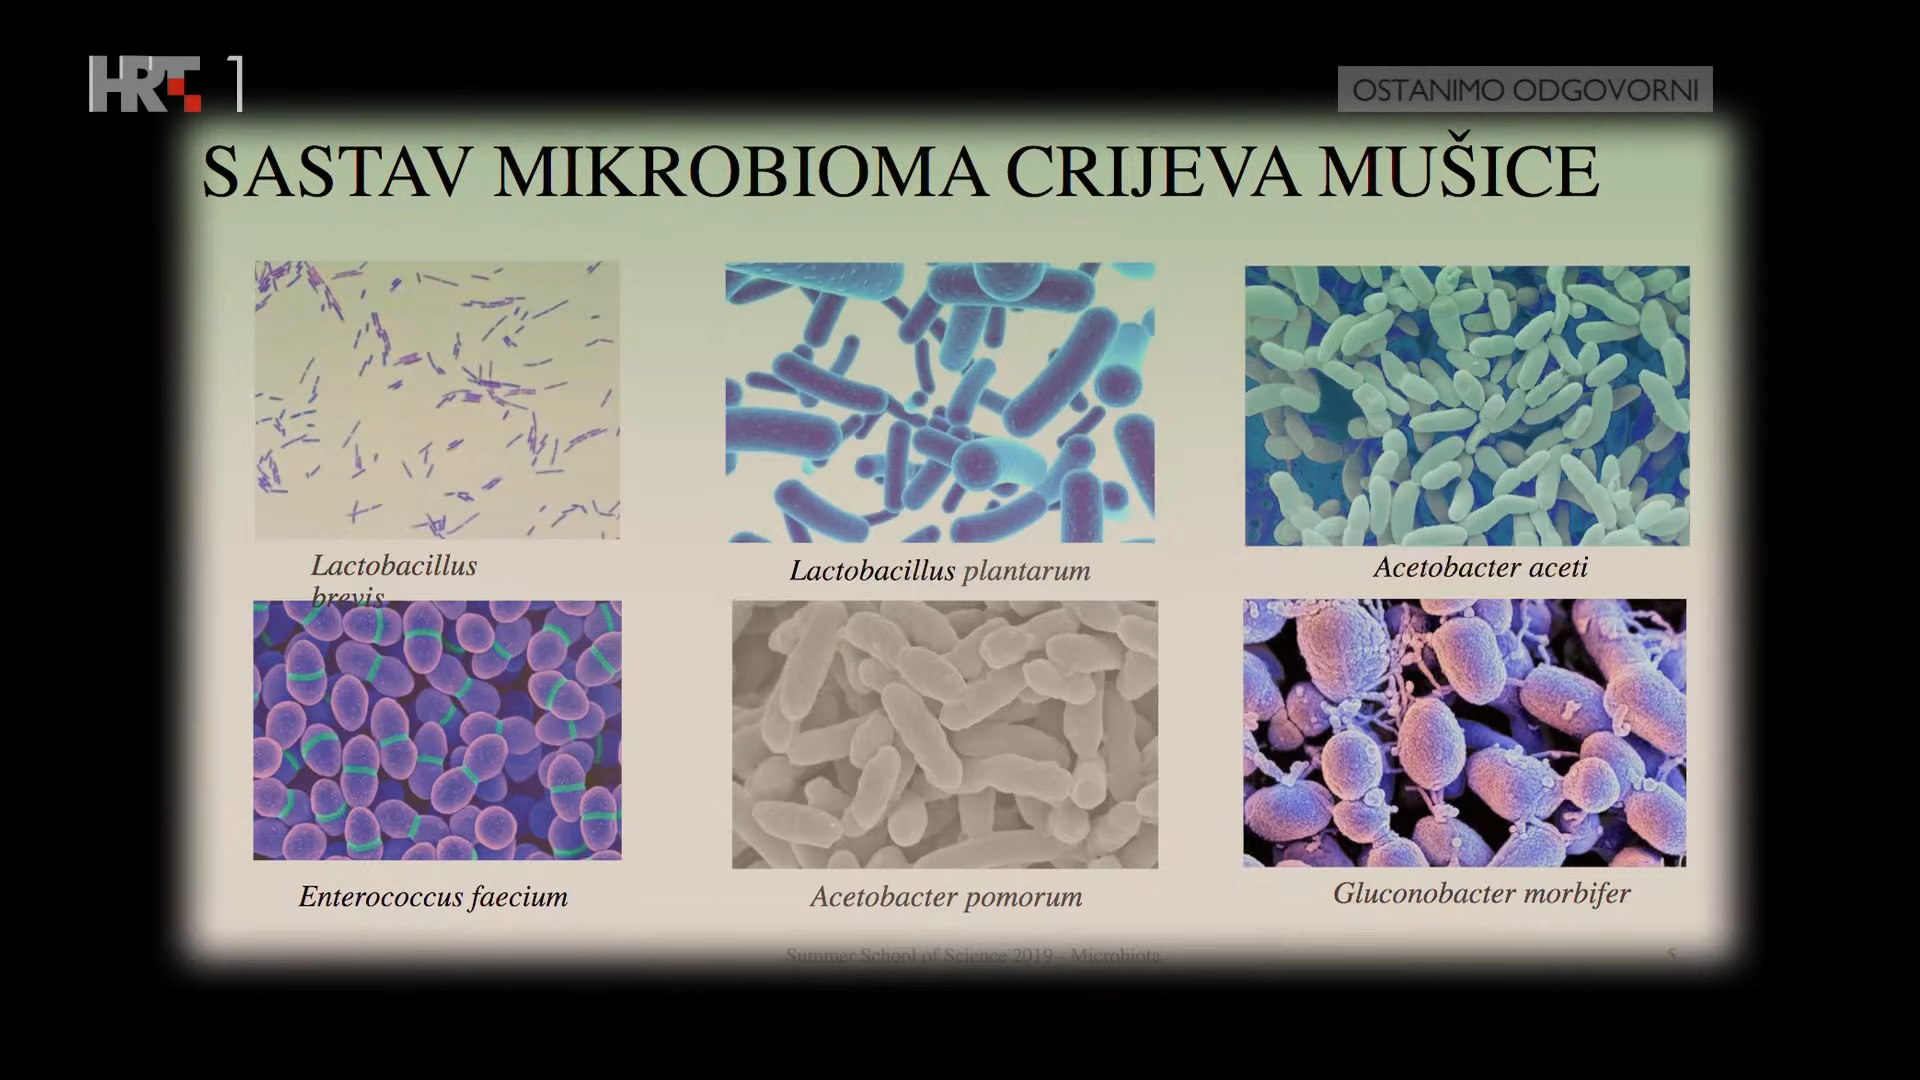 HRT 1
OSTANIMO ODGOVORNI
SASTAV MIKROBIOMA CRIJEVA MUŠICE
Lactobacillus
brevis
Lactobacillus plantarum
Acetobacter aceti
Enterococcus faecium
Acetobacter pomorum
Gluconobacter morbifer
Summer School of Science 2019 - Microbiota
5